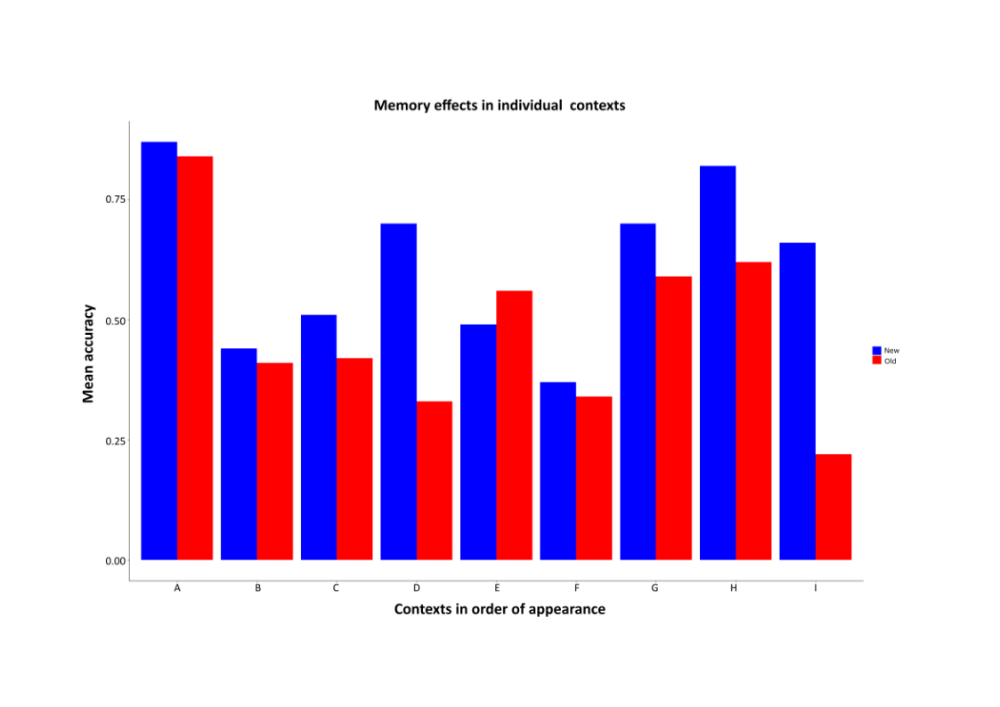 Memory effects in individual  contexts
Mean accuracy
0.75
0.50
0.25
0.00
A B C D E F G H I
Contexts in order of appearance
New
Old